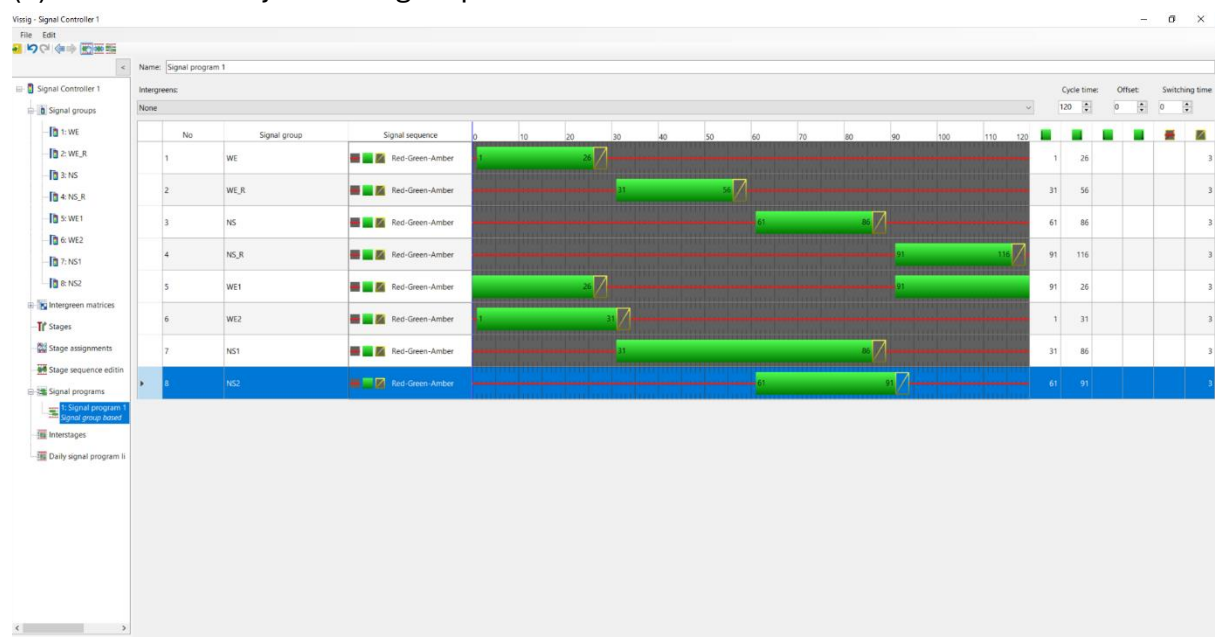 Vissig - Signal Controller 1
File Edit
Name: Signal program 1
Signal Controller 1
Signal groups
1: WE
2: WE_R
3: NS
4: NS_R
5: WE1
6: WE2
7: NS1
8: NS2
Intergreen matrices
Stages
Stage assignments
Stage sequence editin
Signal programs
1: Signal program 1
Signal group based
Interstages
Daily signal program li
Intergreens: Cycle time: Offset: Switching time
None 120 0 0
No Signal group Signal sequence 0 10 20 30 40 50 60 70 80 90 100 110 120
1 WE Red-Green-Amber 1 26 1 26 3
2 WE_R Red-Green-Amber 31 56 31 56 3
3 NS Red-Green-Amber 61 86 61 86 3
4 NS_R Red-Green-Amber 91 116 91 116 3
5 WE1 Red-Green-Amber 26 91 91 26 3
6 WE2 Red-Green-Amber 1 31 1 31 3
7 NS1 Red-Green-Amber 31 86 31 86 3
8 NS2 Red-Green-Amber 61 91 61 91 3